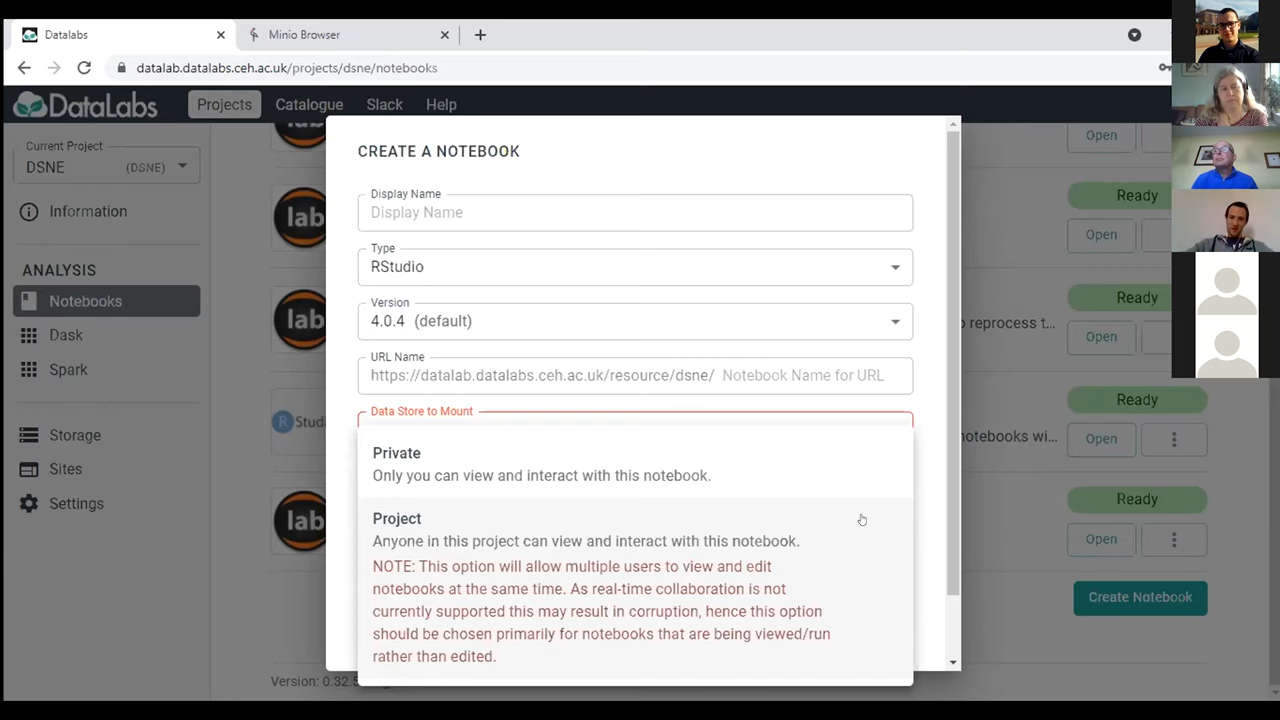 Datalabs
Minio Browser
datalab.datalabs.ceh.ac.uk/projects/dsne/notebooks
DataLabs
Projects
Catalogue
Slack
Help
Current Project
DSNE
(DSNE)
Information
ANALYSIS
Notebooks
Dask
Spark
Storage
Sites
Settings
CREATE A NOTEBOOK
Display Name
Display Name
Type
RStudio
Version
4.0.4 (default)
URL Name
https://datalab.datalabs.ceh.ac.uk/resource/dsne/ Notebook Name for URL
Data Store to Mount
Private
Only you can view and interact with this notebook.
Project
Anyone in this project can view and interact with this notebook.
NOTE: This option will allow multiple users to view and edit
notebooks at the same time. As real-time collaboration is not
currently supported this may result in corruption, hence this option
should be chosen primarily for notebooks that are being viewed/run
rather than edited.
Open
lab
Ready
Open
lab
o reprocess t...
Ready
Open
R Studi
notebooks wi...
Ready
Open
lab
Ready
Open
Create Notebook
Version: 0.32.